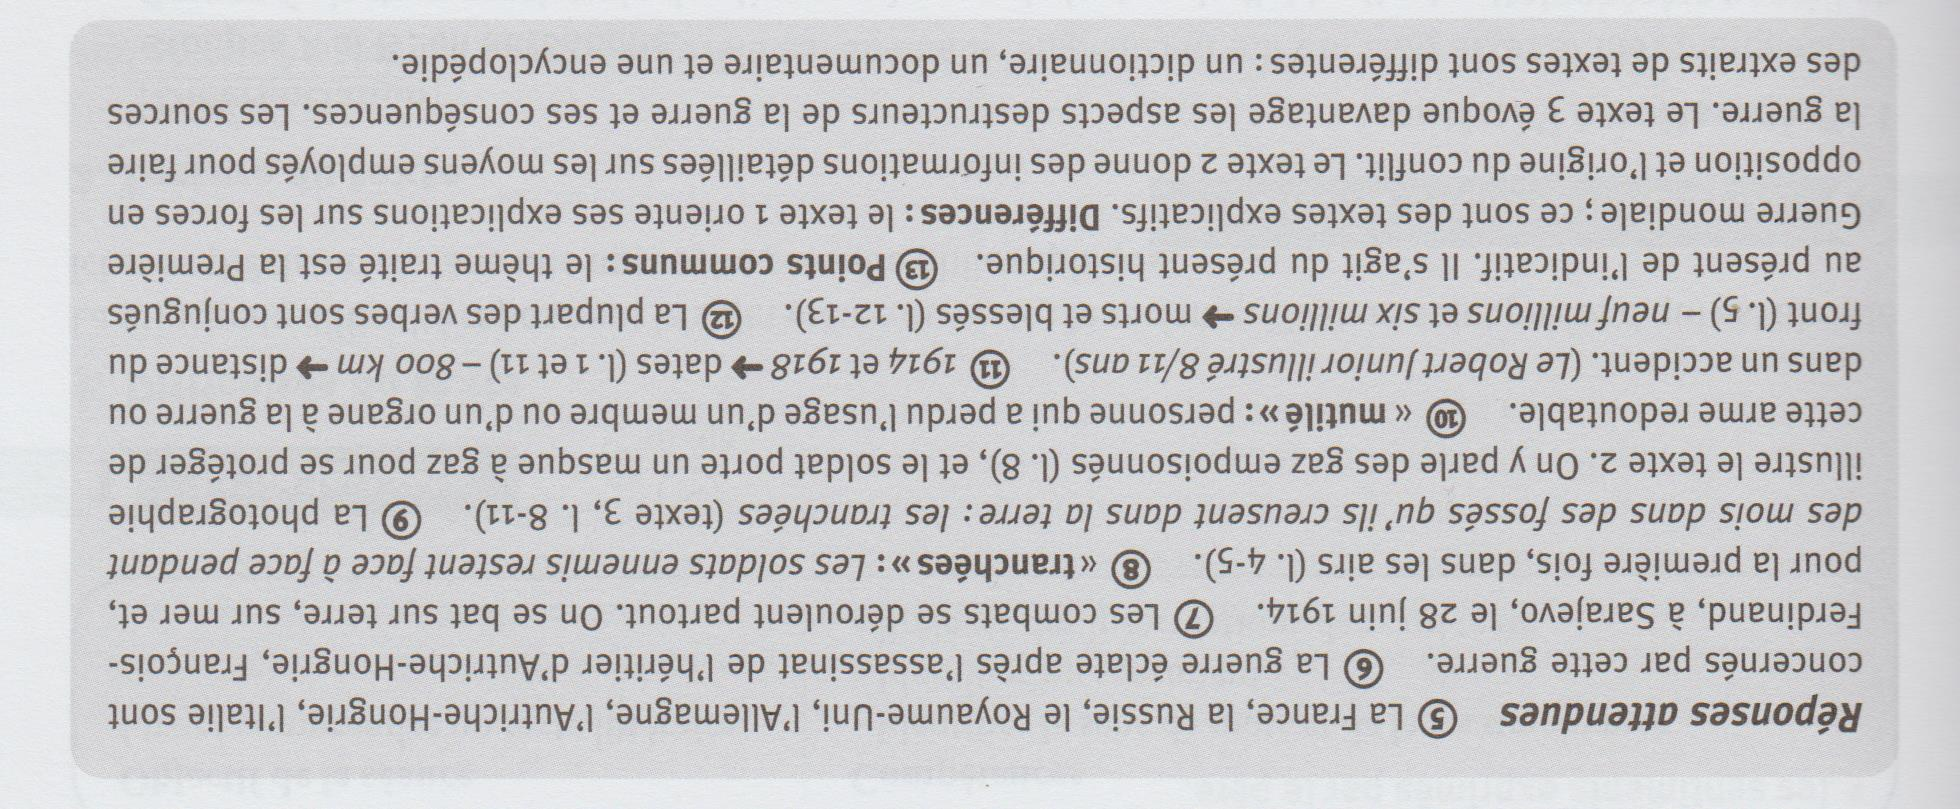 Réponses attendues ⑤ La France, la Russie, le Royaume-Uni, l'Allemagne, l'Autriche-Hongrie, l'Italie sont
concernés par cette guerre. ⑥ La guerre éclate après l'assassinat de l'héritier d'Autriche-Hongrie, François-
Ferdinand, à Sarajevo, le 28 juin 1914. ⑦ Les combats se déroulent partout. On se bat sur terre, sur mer et,
pour la première fois, dans les airs (l. 4-5). ⑧ « tranchées » : Les soldats ennemis restent face à face pendant
des mois dans des fossés qu'ils creusent dans la terre : les tranchées (texte 3, l. 8-11). ⑨ La photographie
illustre le texte 2. On y parle des gaz empoisonnés (l. 8), et le soldat porte un masque à gaz pour se protéger de
cette arme redoutable. ⑩ « mutilé » : personne qui a perdu l'usage d'un membre ou d'un organe à la guerre ou
dans un accident. (Le Robert Junior illustré 8/11 ans). ⑪ 1914 et 1918 → dates (l. 1 et 11) – 800 km → distance du
front (l. 5) – neuf millions et six millions → morts et blessés (l. 12-13). ⑫ La plupart des verbes sont conjugués
au présent de l'indicatif. Il s'agit du présent historique. ⑬ Points communs : le thème traité est la Première
Guerre mondiale ; ce sont des textes explicatifs. Différences : le texte 1 oriente ses explications sur les forces en
opposition et l'origine du conflit. Le texte 2 donne des informations détaillées sur les moyens employés pour faire
la guerre. Le texte 3 évoque davantage les aspects destructeurs de la guerre et ses conséquences. Les sources
des extraits de textes sont différentes : un dictionnaire, un documentaire et une encyclopédie.